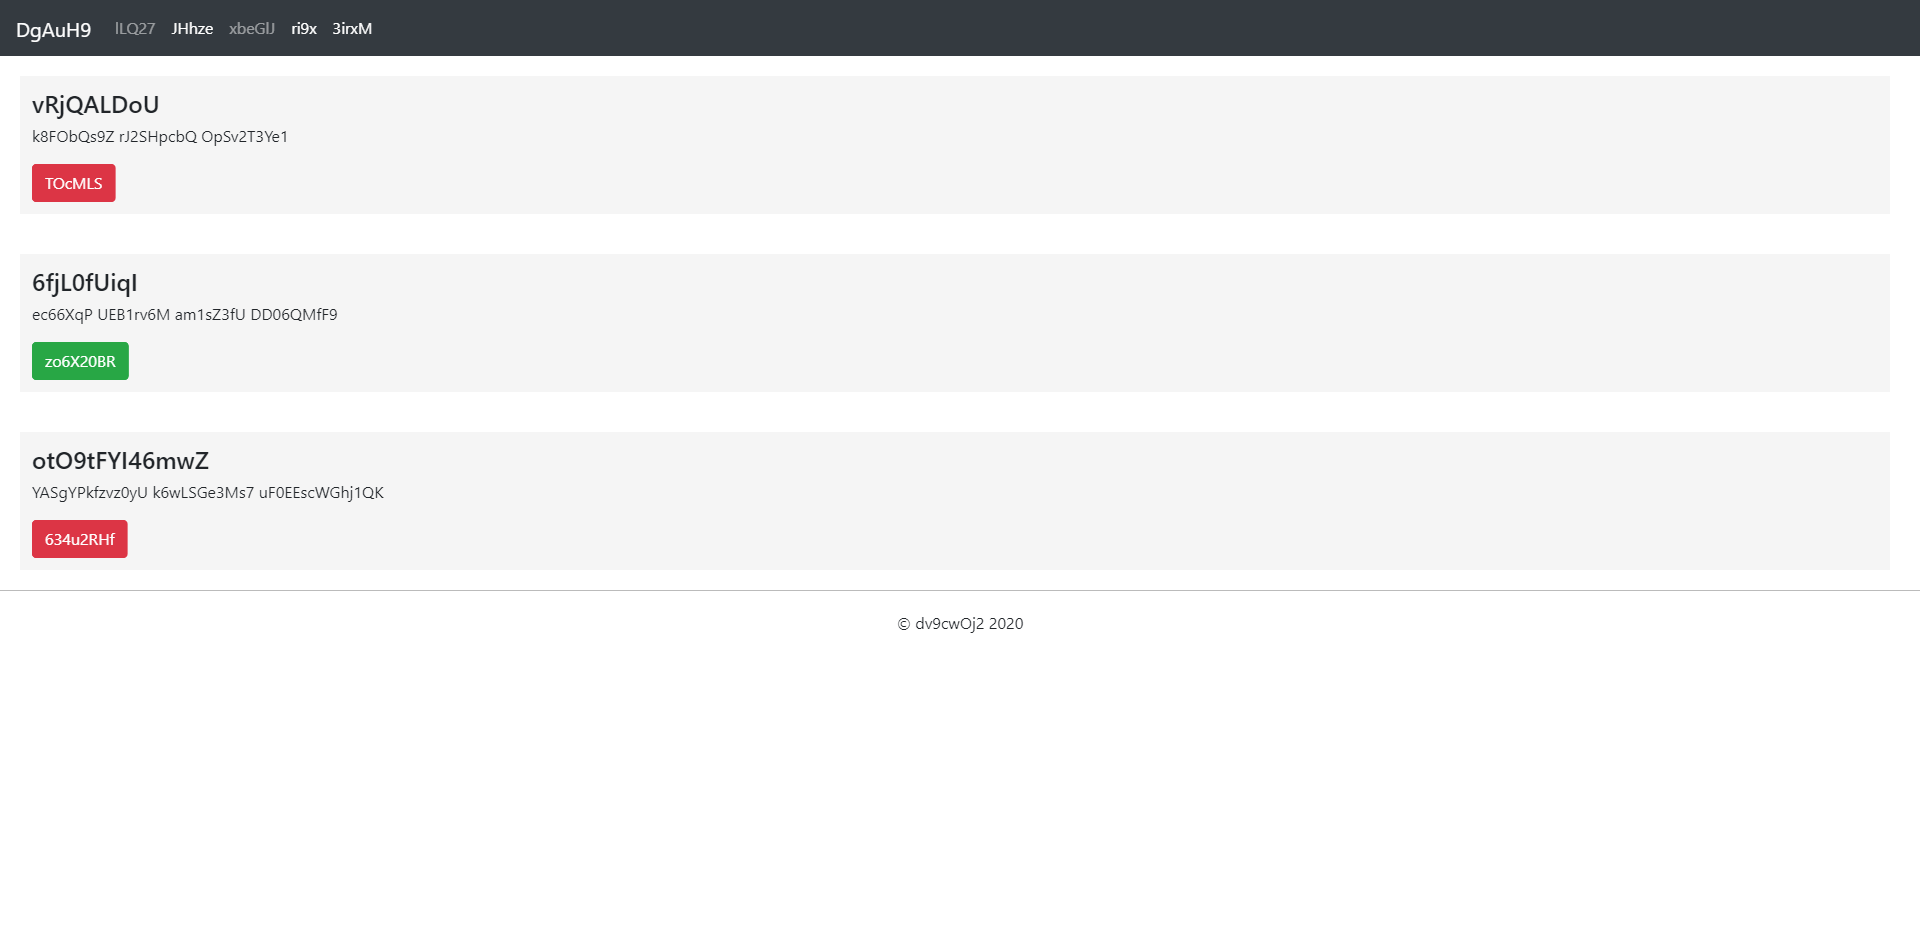 DgAuH9 lLQ27 JHhze xbeGlJ ri9x 3irxM
vRjQALDoU
k8FObQs9Z rJ2SHpcbQ OpSv2T3Ye1
TOcMLS
6fjL0fUiqI
ec66XqP UEB1rv6M am1sZ3fU DD06QMfF9
zo6X20BR
otO9tFYI46mwZ
YASgYPkfzvz0yU k6wLSGe3Ms7 uF0EEscWGhj1QK
634u2RHf
© dv9cwOj2 2020